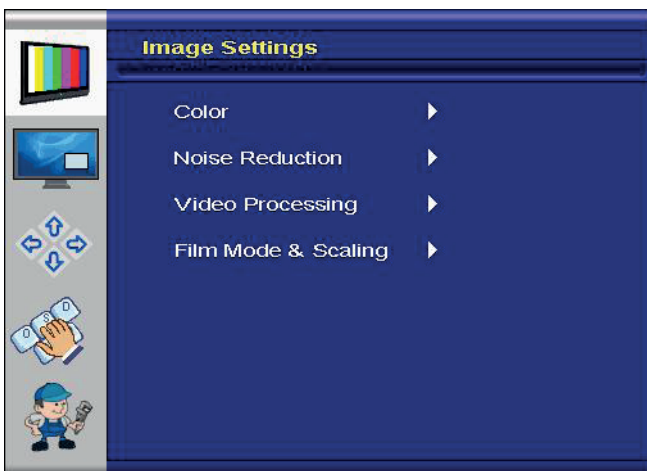 Image Settings
Color
Noise Reduction
Video Processing
Film Mode & Scaling
O S D